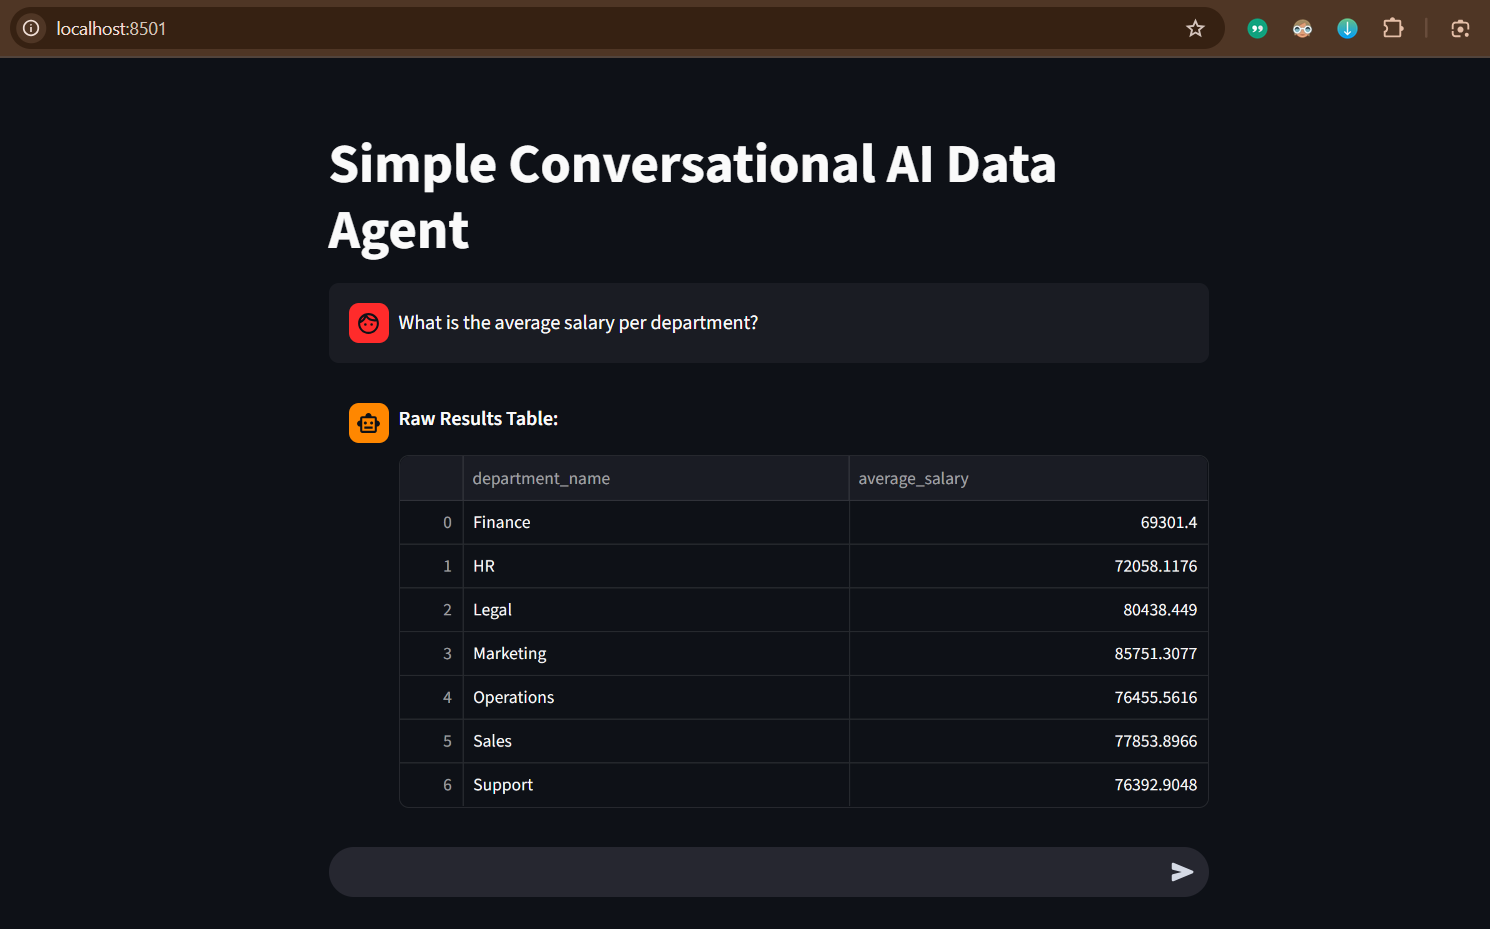 localhost:8501
Simple Conversational AI Data
Agent
What is the average salary per department?
Raw Results Table:
department_name average_salary
0 Finance 69301.4
1 HR 72058.1176
2 Legal 80438.449
3 Marketing 85751.3077
4 Operations 76455.5616
5 Sales 77853.8966
6 Support 76392.9048